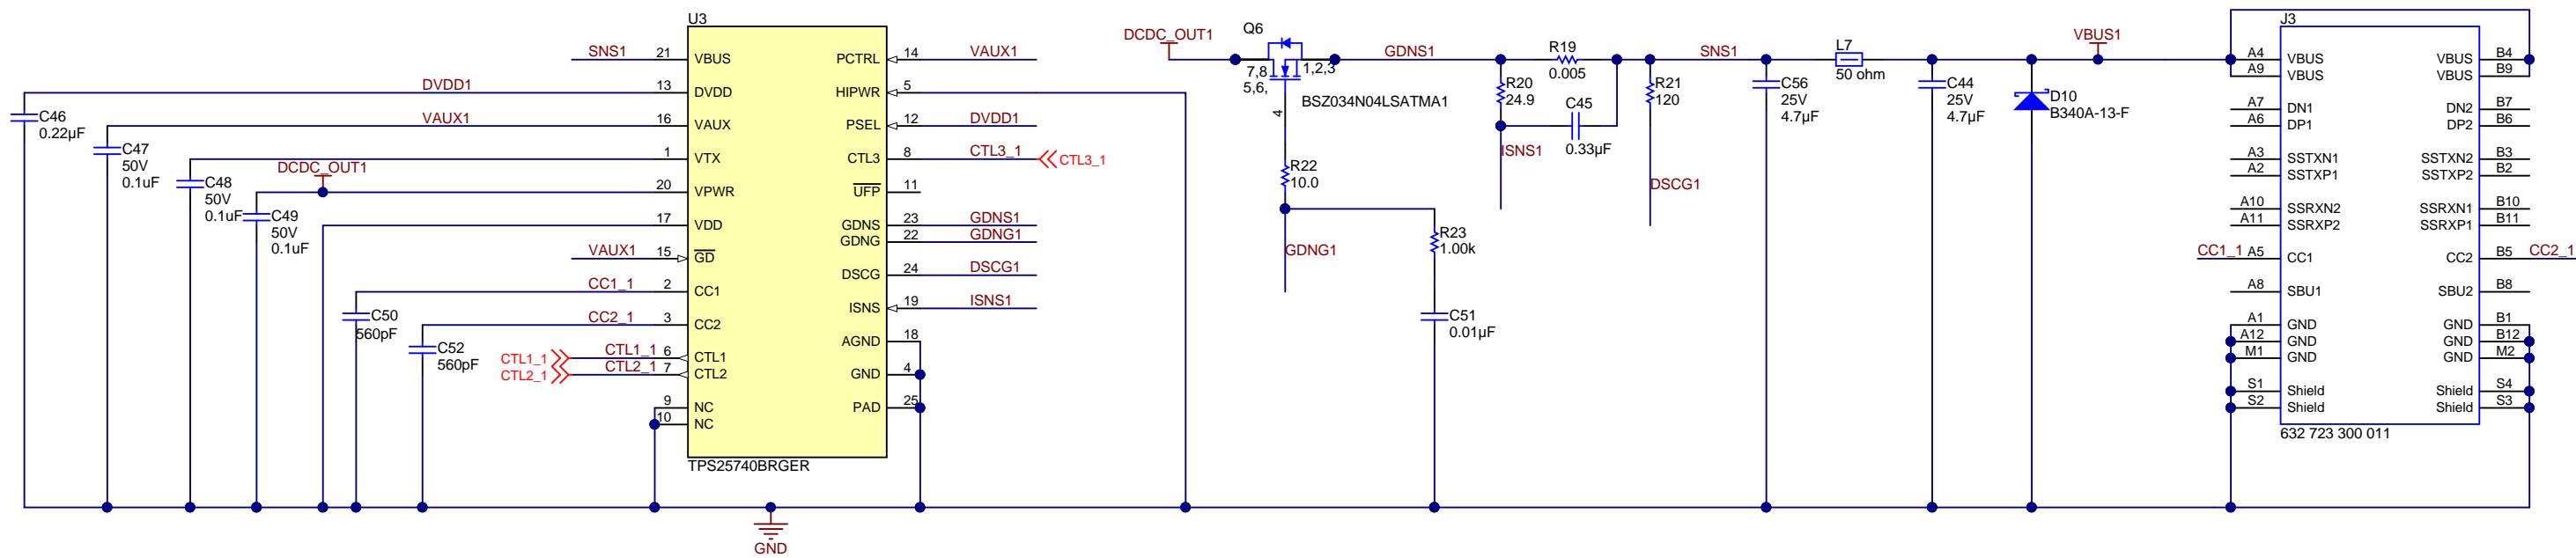 U3
SNS1 21 VBUS PCTRL 14 VAUX1
DVDD1 13 DVDD HIPWR 5
VAUX1 16 VAUX PSEL 12 DVDD1
1 VTX CTL3 8 CTL3_1 CTL3_1
DCDC_OUT1
20 VPWR UFP 11
17 VDD GDNS 23 GDNS1
GDNG 22 GDNG1
VAUX1 15 GD
DSCG 24 DSCG1
CC1_1 2 CC1
ISNS 19 ISNS1
CC2_1 3 CC2
AGND 18
CTL1_1 CTL1_1 6 CTL1
CTL2_1 CTL2_1 7 CTL2
GND 4
9 NC PAD 25
10 NC
TPS25740BRGER
C46
0.22µF
C47
50V
0.1uF
C48
50V
0.1uF
C49
50V
0.1uF
C50
560pF
C52
560pF
GND
DCDC_OUT1
Q6
7,8
5,6,
1,2,3
4
BSZ034N04LSATMA1
GDNS1
R19
0.005
R20
24.9
C45
0.33µF
ISNS1
SNS1
R21
120
DSCG1
R22
10.0
GDNG1
R23
1.00k
C51
0.01µF
C56
25V
4.7µF
L7
50 ohm
C44
25V
4.7µF
D10
B340A-13-F
VBUS1
J3
A4 VBUS VBUS B4
A9 VBUS VBUS B9
A7 DN1 DN2 B7
A6 DP1 DP2 B6
A3 SSTXN1 SSTXN2 B3
A2 SSTXP1 SSTXP2 B2
A10 SSRXN2 SSRXN1 B10
A11 SSRXP2 SSRXP1 B11
CC1_1 A5 CC1 CC2 B5 CC2_1
A8 SBU1 SBU2 B8
A1 GND GND B1
A12 GND GND B12
M1 GND GND M2
S1 Shield Shield S4
S2 Shield Shield S3
632 723 300 011